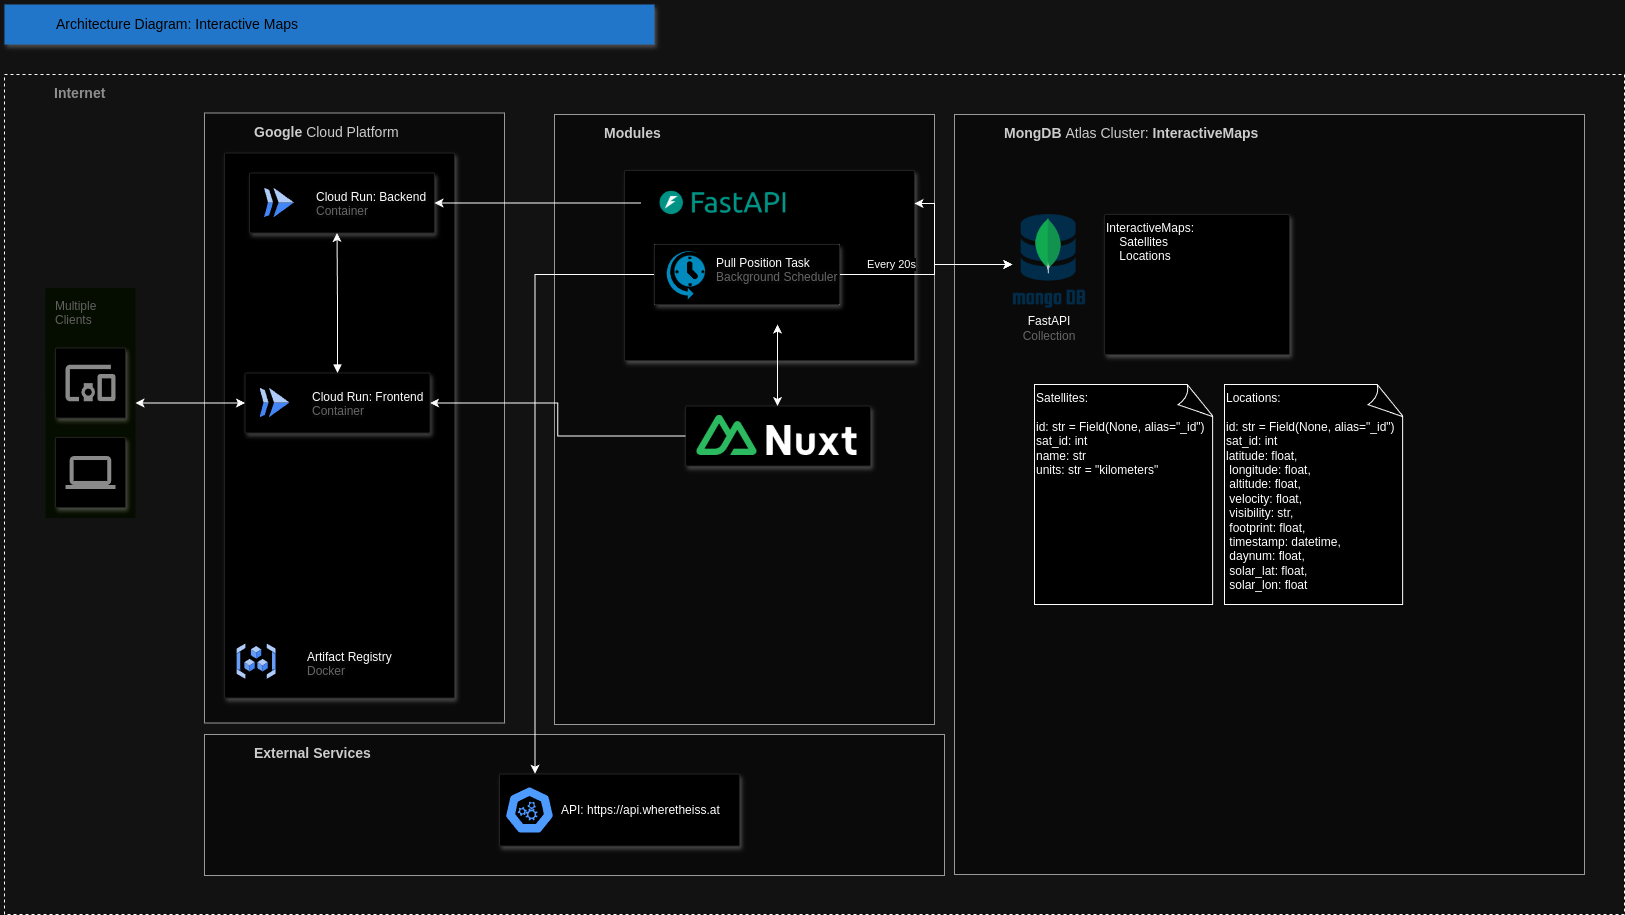 Architecture Diagram: Interactive Maps
Internet
Google Cloud Platform
Cloud Run: Backend
Container
Multiple
Clients
Cloud Run: Frontend
Container
Artifact Registry
Docker
Modules
FastAPI
Pull Position Task
Background Scheduler
Every 20s
Nuxt
MongDB Atlas Cluster: InteractiveMaps
mongo DB
FastAPI
Collection
InteractiveMaps:
Satellites
Locations
Satellites:
id: str = Field(None, alias="_id")
sat_id: int
name: str
units: str = "kilometers"
Locations:
id: str = Field(None, alias="_id")
sat_id: int
latitude: float,
longitude: float,
altitude: float,
velocity: float,
visibility: str,
footprint: float,
timestamp: datetime,
daynum: float,
solar_lat: float,
solar_lon: float
External Services
API: https://api.wheretheiss.at